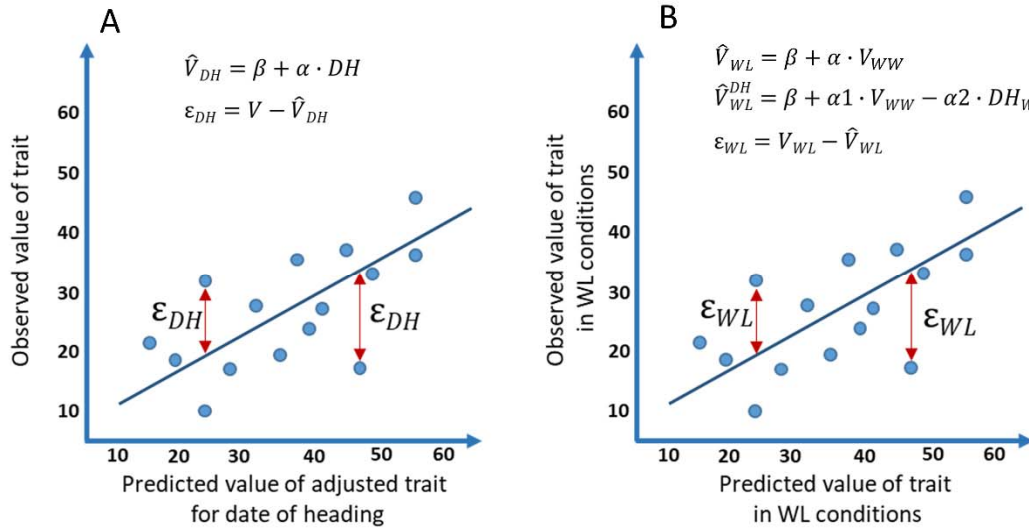 A
V̂_DH = β + α · DH
ε_DH = V − V̂_DH
Observed value of trait
60
50
40
30
20
10
ε_DH
ε_DH
10 20 30 40 50 60
Predicted value of adjusted trait
for date of heading
B
V̂_WL = β + α · V_WW
V̂_WL^DH = β + α1 · V_WW − α2 · DH_W
ε_WL = V_WL − V̂_WL
Observed value of trait
in WL conditions
60
50
40
30
20
10
ε_WL
ε_WL
10 20 30 40 50 60
Predicted value of trait
in WL conditions